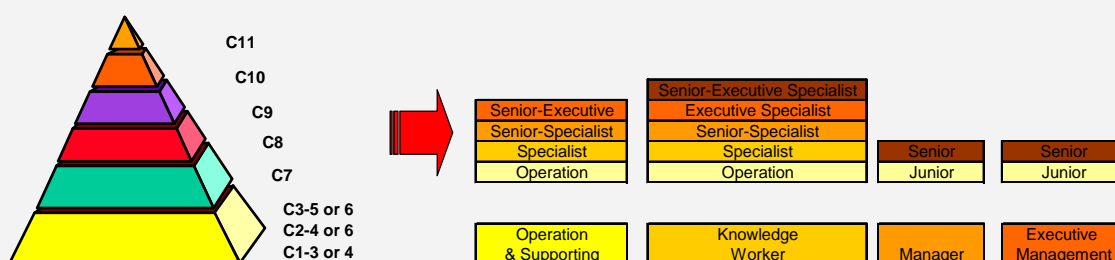 C11
C10
C9
C8
C7
C3-5 or 6
C2-4 or 6
C1-3 or 4
Senior-Executive
Senior-Specialist
Specialist
Operation
Senior-Executive Specialist
Executive Specialist
Senior-Specialist
Specialist
Operation
Senior
Junior
Senior
Junior
Operation
& Supporting
Knowledge
Worker
Manager
Executive
Management